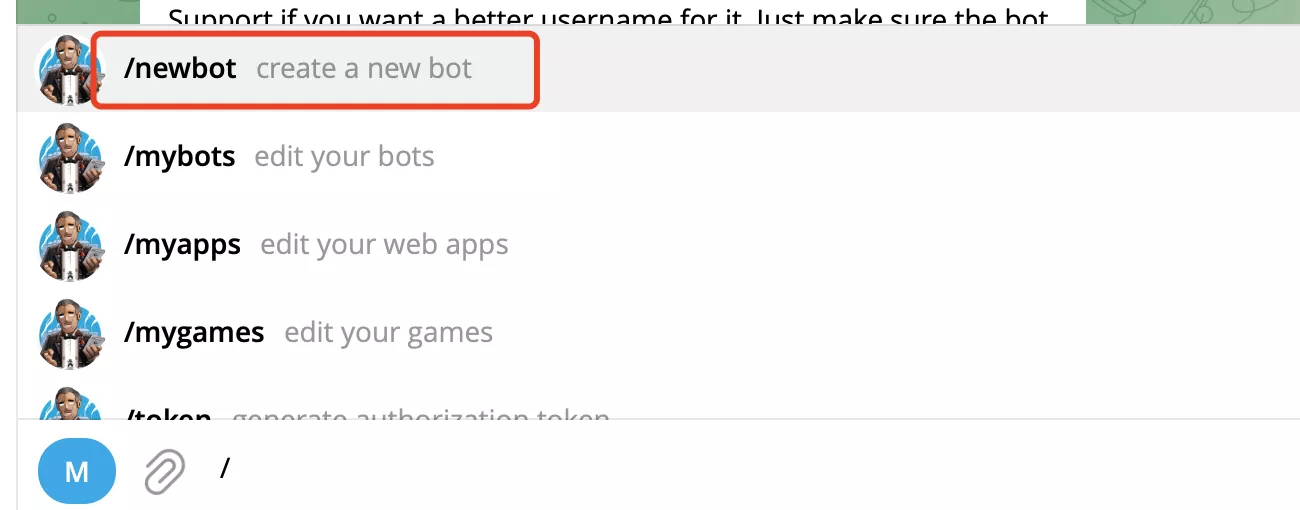 Support if you want a better username for it. Just make sure the bot
/newbot create a new bot
/mybots edit your bots
/myapps edit your web apps
/mygames edit your games
/token generate authorization token
M /